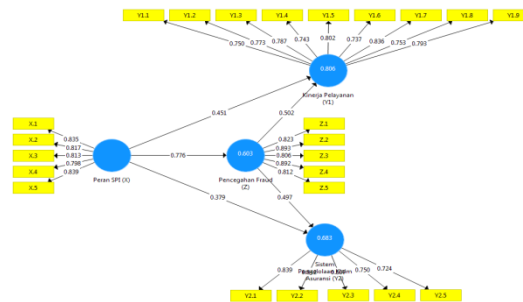 Y1.1 Y1.2 Y1.3 Y1.4 Y1.5 Y1.6 Y1.7 Y1.8 Y1.9
0.750 0.773 0.787 0.743 0.802 0.737 0.836 0.753 0.793
0.806
Kinerja Pelayanan
(Y1)
0.451 0.502
X.1
X.2
X.3
X.4
X.5
0.835
0.817
0.813
0.798
0.839
Peran SPI (X)
0.776
0.603
Pencegahan Fraud
(Z)
0.823
0.893
0.806
0.892
0.812
Z.1
Z.2
Z.3
Z.4
Z.5
0.379 0.497
0.683
Sistem
Asuransi (Y2)
0.839 0.750 0.724
Y2.1 Y2.2 Y2.3 Y2.4 Y2.5